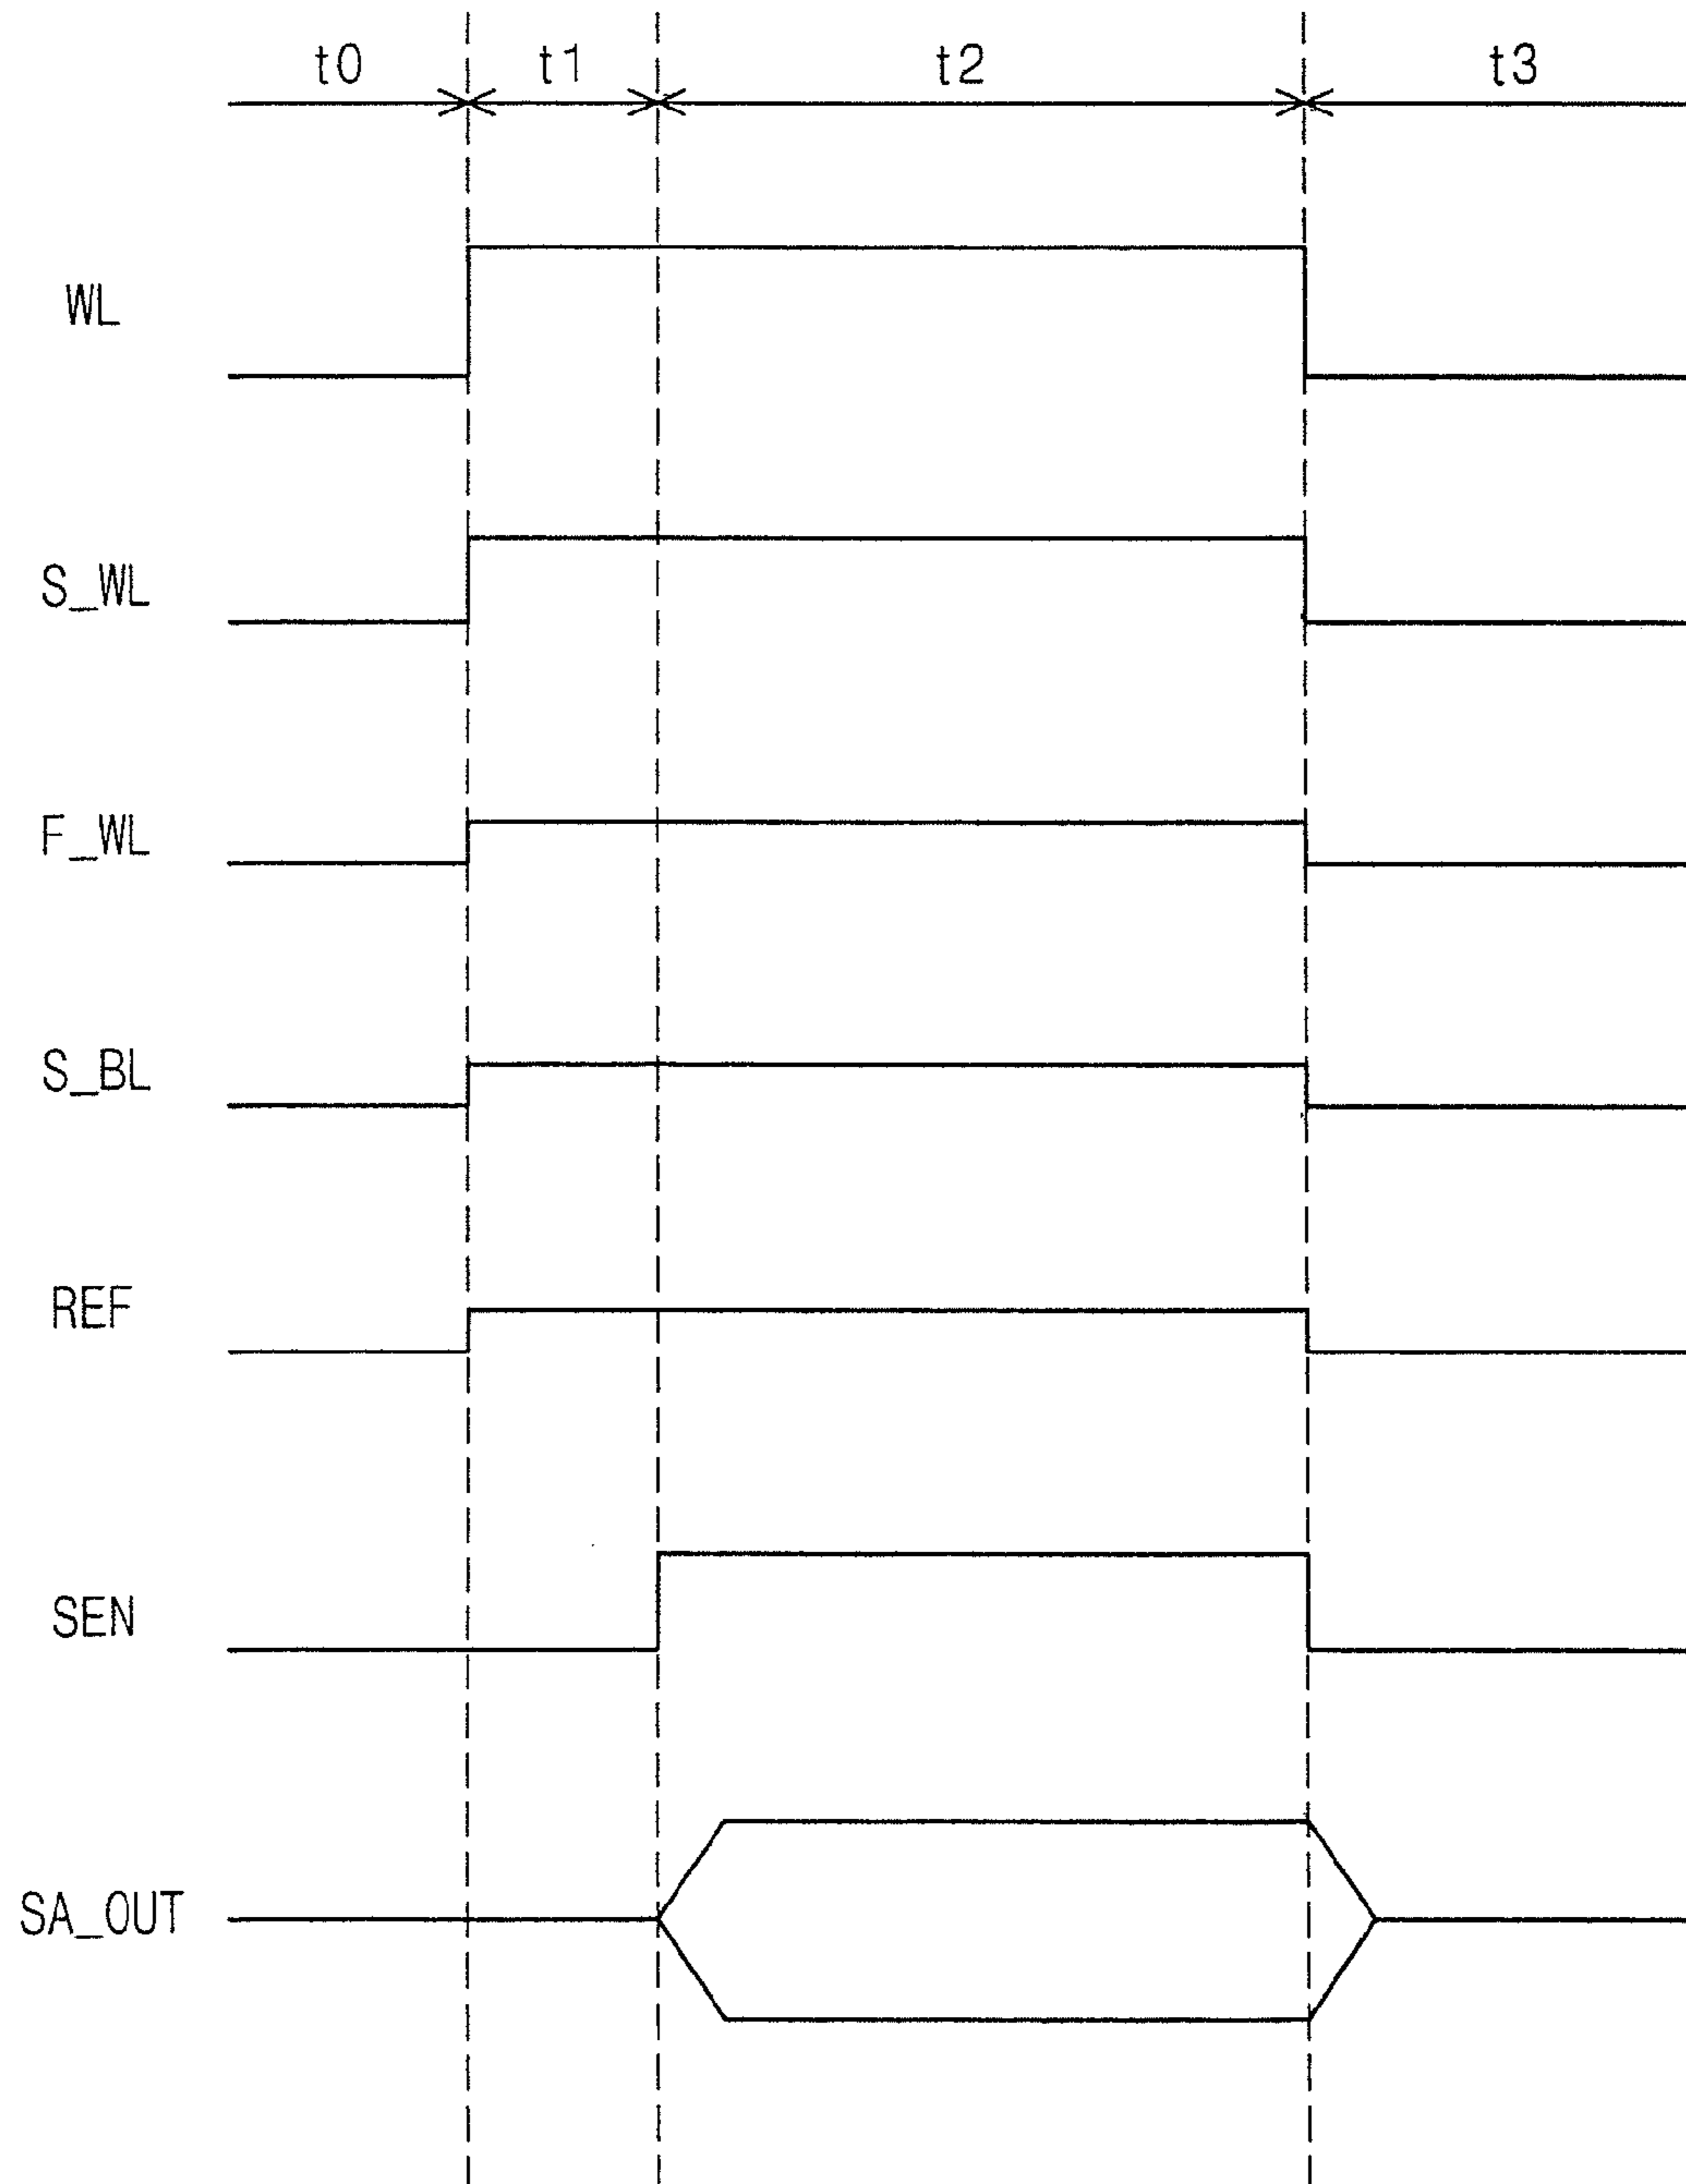 t0 t1 t2 t3
WL
S_WL
F_WL
S_BL
REF
SEN
SA_OUT